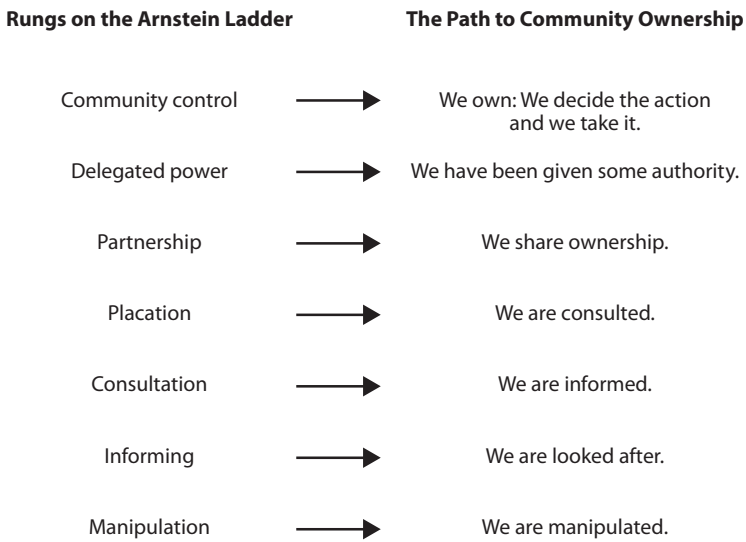 Rungs on the Arnstein Ladder The Path to Community Ownership
Community control We own: We decide the action
and we take it.
Delegated power We have been given some authority.
Partnership We share ownership.
Placation We are consulted.
Consultation We are informed.
Informing We are looked after.
Manipulation We are manipulated.